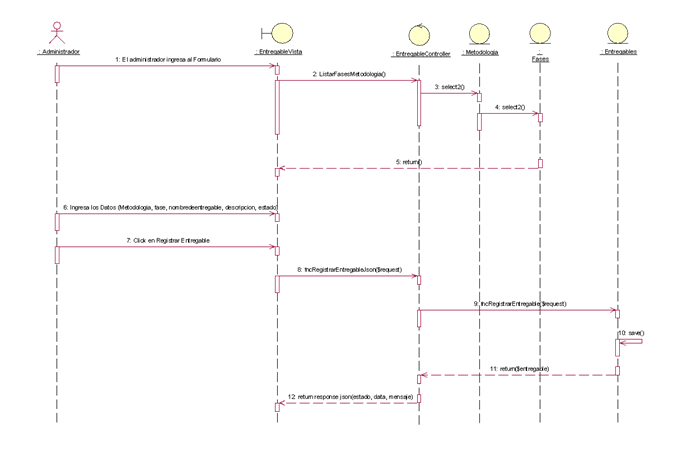 : Administrador
: EntregableVista
: EntregableController
: Metodologia
:
Fases
: Entregables
1: El administrador ingresa al Formulario
2: ListarFasesMetodologia()
3: select2()
4: select2()
5: return()
6: Ingresa los Datos (Metodologia, fase, nombredeentregable, descripcion, estado)
7: Click en Registrar Entregable
8: fncRegistrarEntregableJson($request)
9: fncRegistrarEntregable($request)
10: save()
11: return($entregable)
12: return response json(estado, data, mensaje)